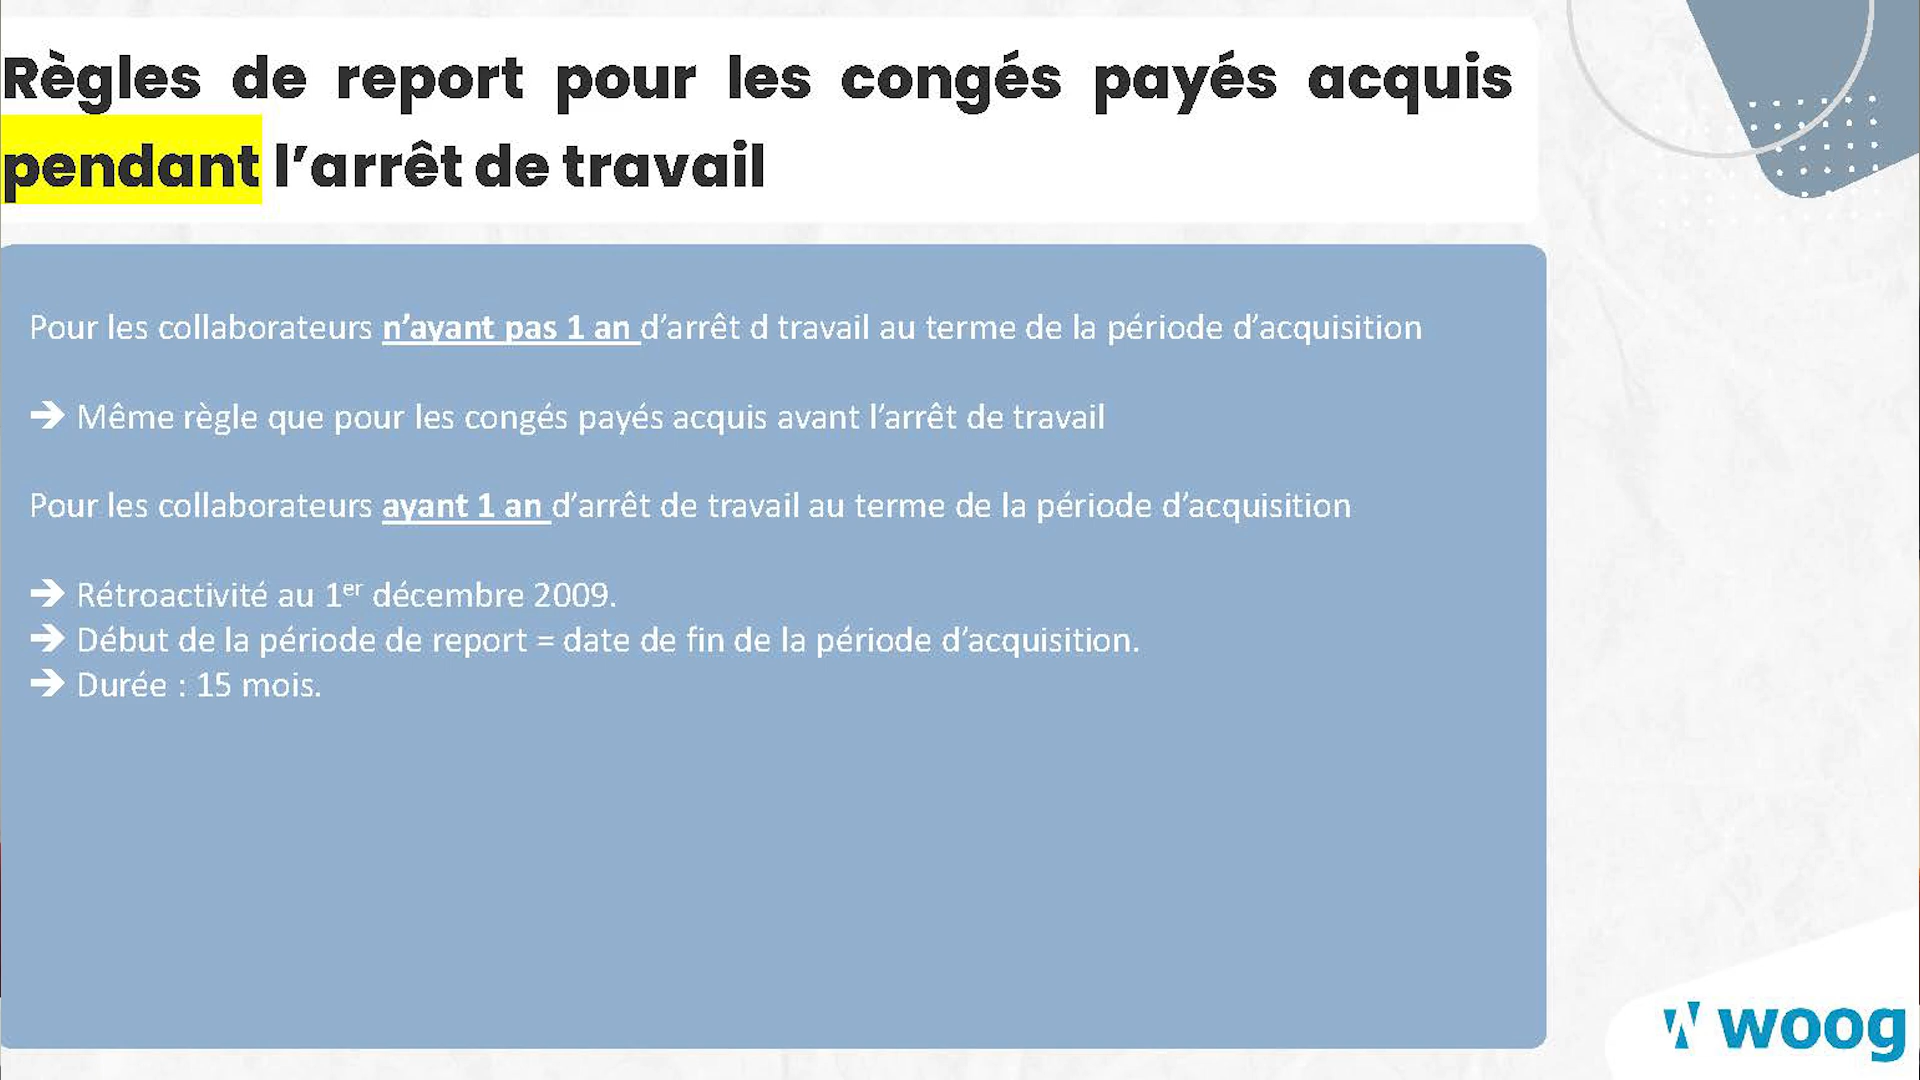 Règles de report pour les congés payés acquis
pendant l’arrêt de travail
Pour les collaborateurs n’ayant pas 1 an d’arrêt d travail au terme de la période d’acquisition
➔ Même règle que pour les congés payés acquis avant l’arrêt de travail
Pour les collaborateurs ayant 1 an d’arrêt de travail au terme de la période d’acquisition
➔ Rétroactivité au 1er décembre 2009.
➔ Début de la période de report = date de fin de la période d’acquisition.
➔ Durée : 15 mois.
woog